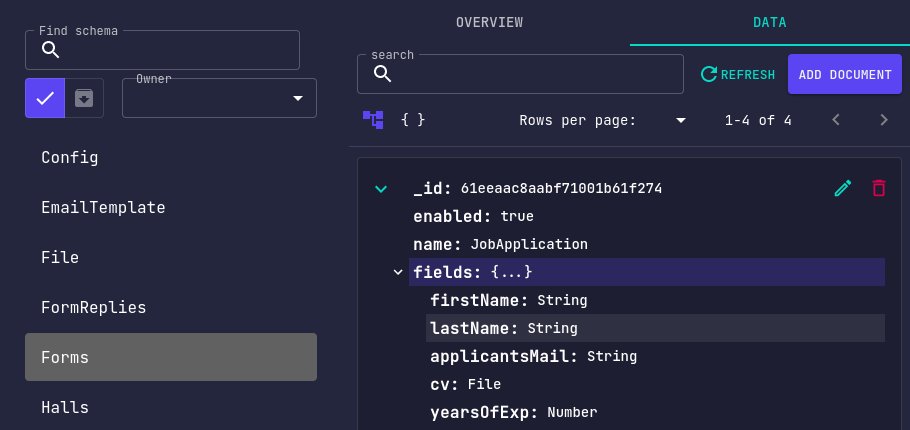 Find schema
Owner
Config
EmailTemplate
File
FormReplies
Forms
Halls
OVERVIEW DATA
search
REFRESH ADD DOCUMENT
{ } Rows per page: 1-4 of 4
_id: 61eeaac8aabf71001b61f274
enabled: true
name: JobApplication
fields: {...}
firstName: String
lastName: String
applicantsMail: String
cv: File
yearsOfExp: Number